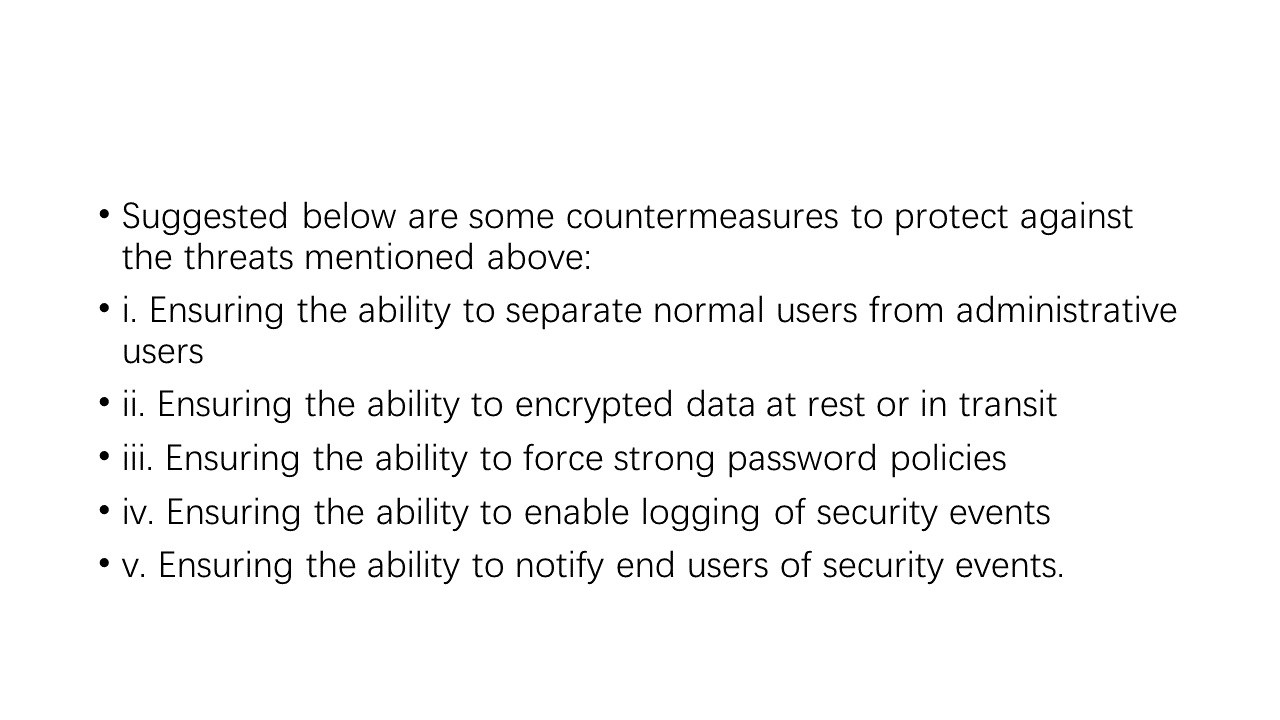 • Suggested below are some countermeasures to protect against
the threats mentioned above:
• i. Ensuring the ability to separate normal users from administrative
users
• ii. Ensuring the ability to encrypted data at rest or in transit
• iii. Ensuring the ability to force strong password policies
• iv. Ensuring the ability to enable logging of security events
• v. Ensuring the ability to notify end users of security events.